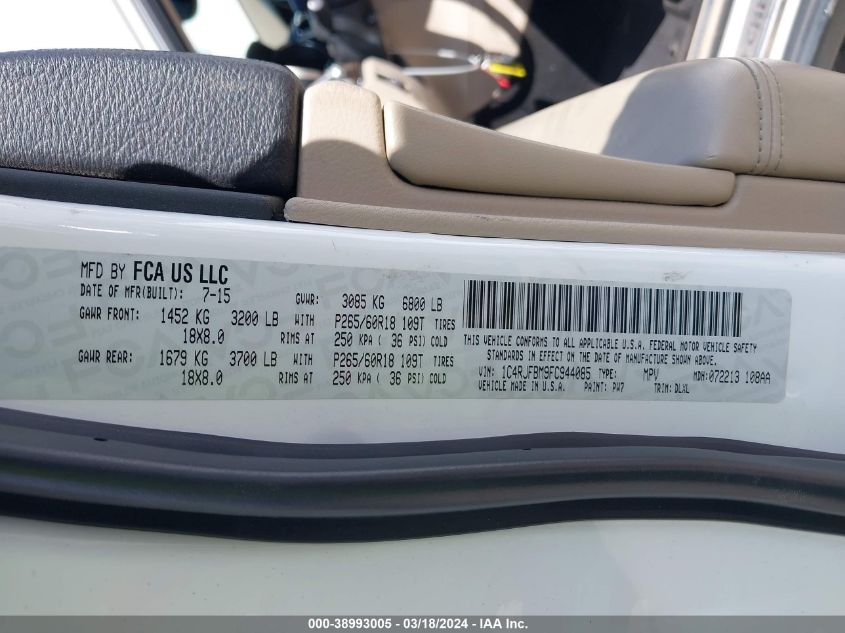 MFD BY FCA US LLC
DATE OF MFR(BUILT): 7-15 GVWR: 3085 KG 6800 LB
GAWR FRONT: 1452 KG 3200 LB WITH P265/60R18 109T TIRES
18X8.0 RIMS AT 250 KPA ( 36 PSI) COLD
GAWR REAR: 1679 KG 3700 LB WITH P265/60R18 109T TIRES
18X8.0 RIMS AT 250 KPA ( 36 PSI) COLD
THIS VEHICLE CONFORMS TO ALL APPLICABLE U.S.A. FEDERAL MOTOR VEHICLE SAFETY
STANDARDS IN EFFECT ON THE DATE OF MANUFACTURE SHOWN ABOVE.
VIN: 1C4RJFBM9FC944085 TYPE: MPV MDH: 072213 108AA
VEHICLE MADE IN U.S.A. PAINT: PW7 TRIM: DLXL
000-38993005 - 03/18/2024 - IAA Inc.